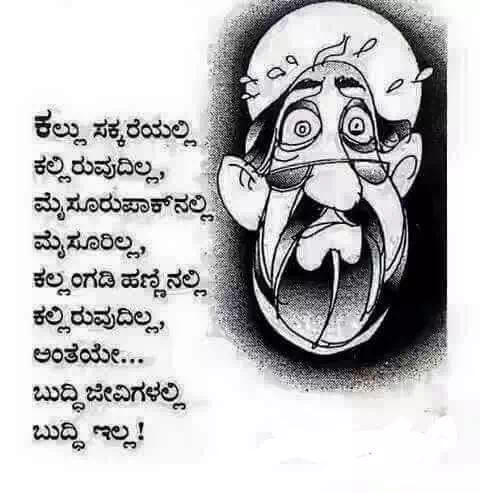 ಕಲ್ಲು ಸಕ್ಕರೆಯಲ್ಲಿ
ಕಲ್ಲಿರುವುದಿಲ್ಲ,
ಮೈಸೂರುಪಾಕ್‌ನಲ್ಲಿ
ಮೈಸೂರಿಲ್ಲ,
ಕಲ್ಲಂಗಡಿ ಹಣ್ಣಿನಲ್ಲಿ
ಕಲ್ಲಿರುವುದಿಲ್ಲ,
ಅಂತೆಯೇ...
ಬುದ್ಧಿ ಜೀವಿಗಳಲ್ಲಿ
ಬುದ್ಧಿ ಇಲ್ಲ!